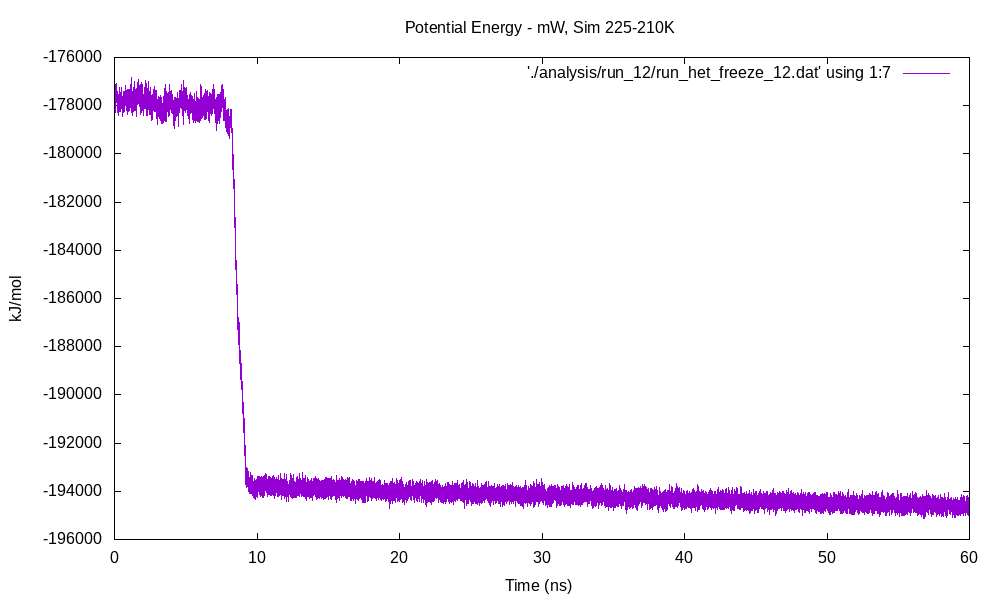 Potential Energy - mW, Sim 225-210K
'./analysis/run_12/run_het_freeze_12.dat' using 1:7
-176000
-178000
-180000
-182000
-184000
-186000
-188000
-190000
-192000
-194000
-196000
kJ/mol
0 10 20 30 40 50 60
Time (ns)